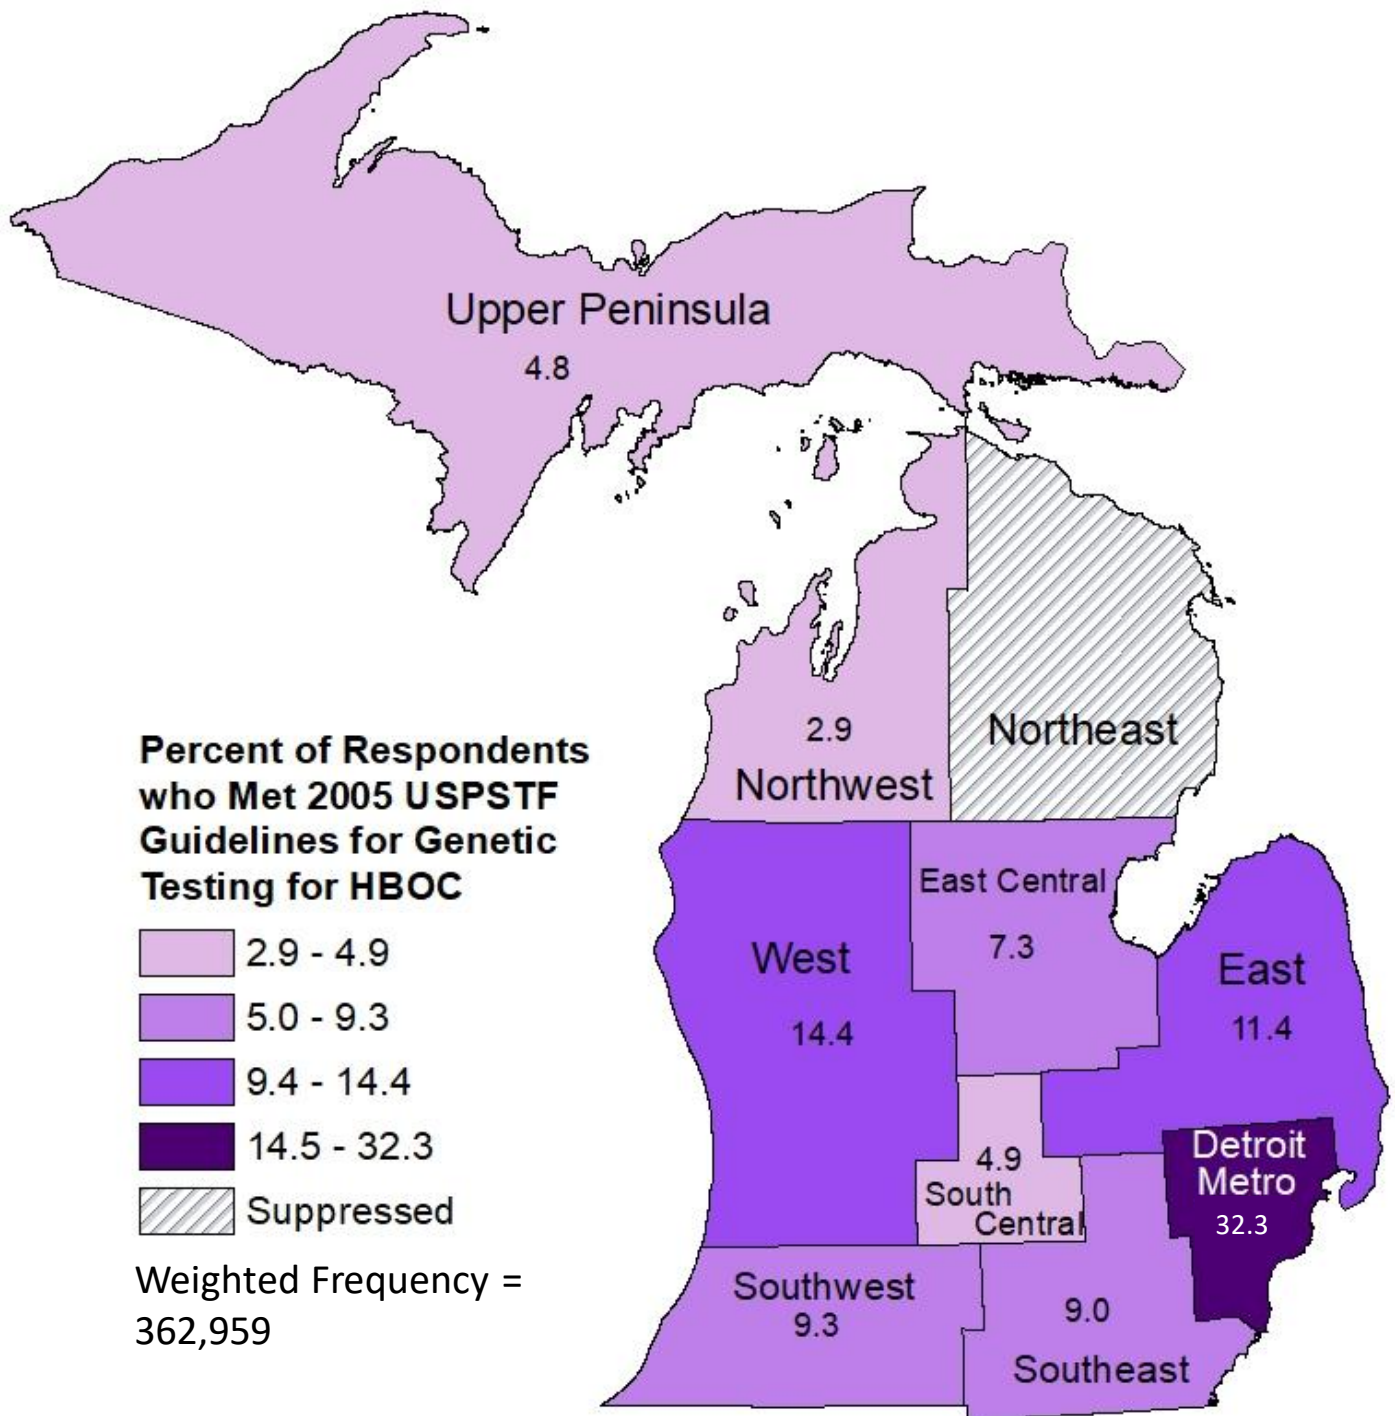 Upper Peninsula
4.8
2.9
Northwest
Northeast
Percent of Respondents
who Met 2005 USPSTF
Guidelines for Genetic
Testing for HBOC
2.9 - 4.9
5.0 - 9.3
9.4 - 14.4
14.5 - 32.3
Suppressed
Weighted Frequency =
362,959
East Central
7.3
West
14.4
East
11.4
4.9
South
Central
Detroit
Metro
32.3
Southwest
9.3
9.0
Southeast